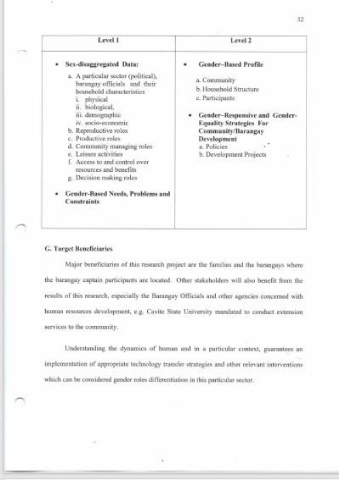 32
Level 1
Level 2
• Sex-disaggregated Data:
a. A particular sector (political),
barangay officials and their
household characteristics
i. physical
ii. biological,
iii. demographic
iv. socio-economic
b. Reproductive roles
c. Productive roles
d. Community managing roles
e. Leisure activities
f. Access to and control over
resources and benefits
g. Decision making roles
• Gender-Based Needs, Problems and
Constraints
• Gender-Based Profile
a. Community
b. Household Structure
c. Participants
• Gender-Responsive and Gender-
Equality Strategies For
Community/Barangay
Development
a. Policies
b. Development Projects
G. Target Beneficiaries
Major beneficiaries of this research project are the families and the barangays where
the barangay captain participants are located. Other stakeholders will also benefit from the
results of this research, especially the Barangay Officials and other agencies concerned with
human resources development, e.g. Cavite State University mandated to conduct extension
services to the community.
Understanding the dynamics of human and in a particular context, guarantees an
implementation of appropriate technology transfer strategies and other relevant interventions
which can be considered gender roles differentiation in this particular sector.